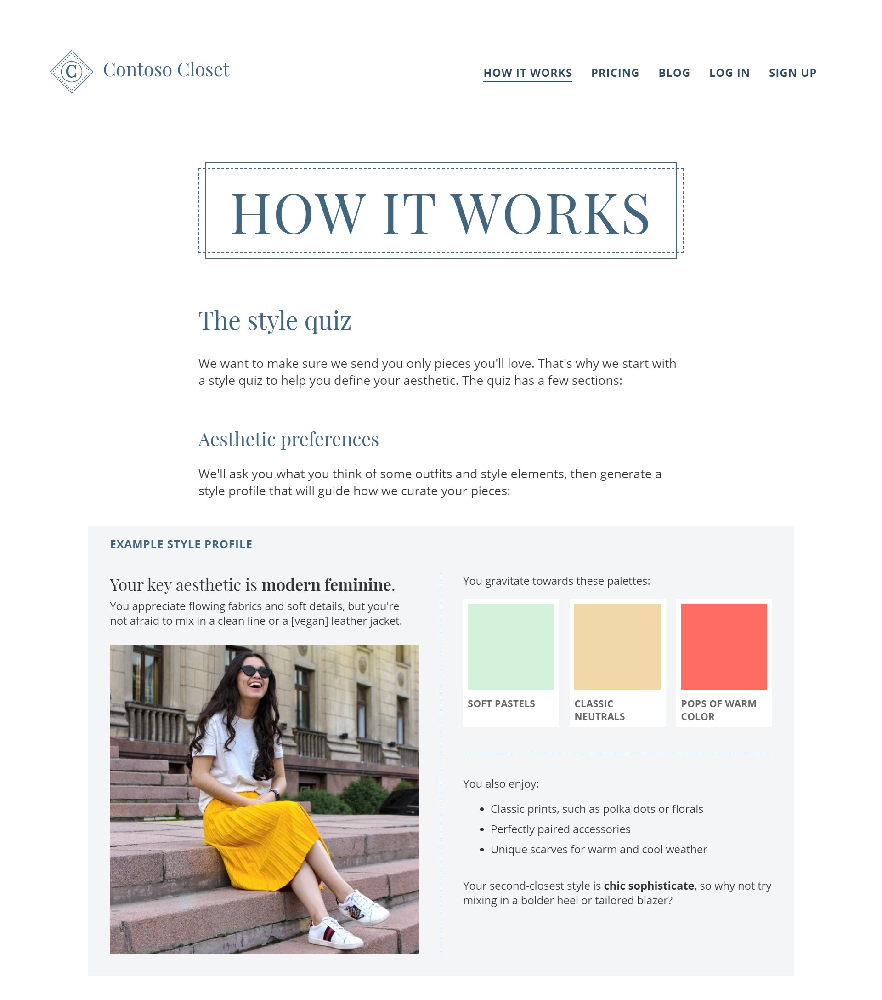 C
Contoso Closet
HOW IT WORKS
PRICING
BLOG
LOG IN
SIGN UP
HOW IT WORKS
The style quiz
We want to make sure we send you only pieces you'll love. That's why we start with
a style quiz to help you define your aesthetic. The quiz has a few sections:
Aesthetic preferences
We'll ask you what you think of some outfits and style elements, then generate a
style profile that will guide how we curate your pieces:
EXAMPLE STYLE PROFILE
Your key aesthetic is modern feminine.
You appreciate flowing fabrics and soft details, but you're
not afraid to mix in a clean line or a [vegan] leather jacket.
You gravitate towards these palettes:
SOFT PASTELS
CLASSIC
NEUTRALS
POPS OF WARM
COLOR
You also enjoy:
• Classic prints, such as polka dots or florals
• Perfectly paired accessories
• Unique scarves for warm and cool weather
Your second-closest style is chic sophisticate, so why not try
mixing in a bolder heel or tailored blazer?